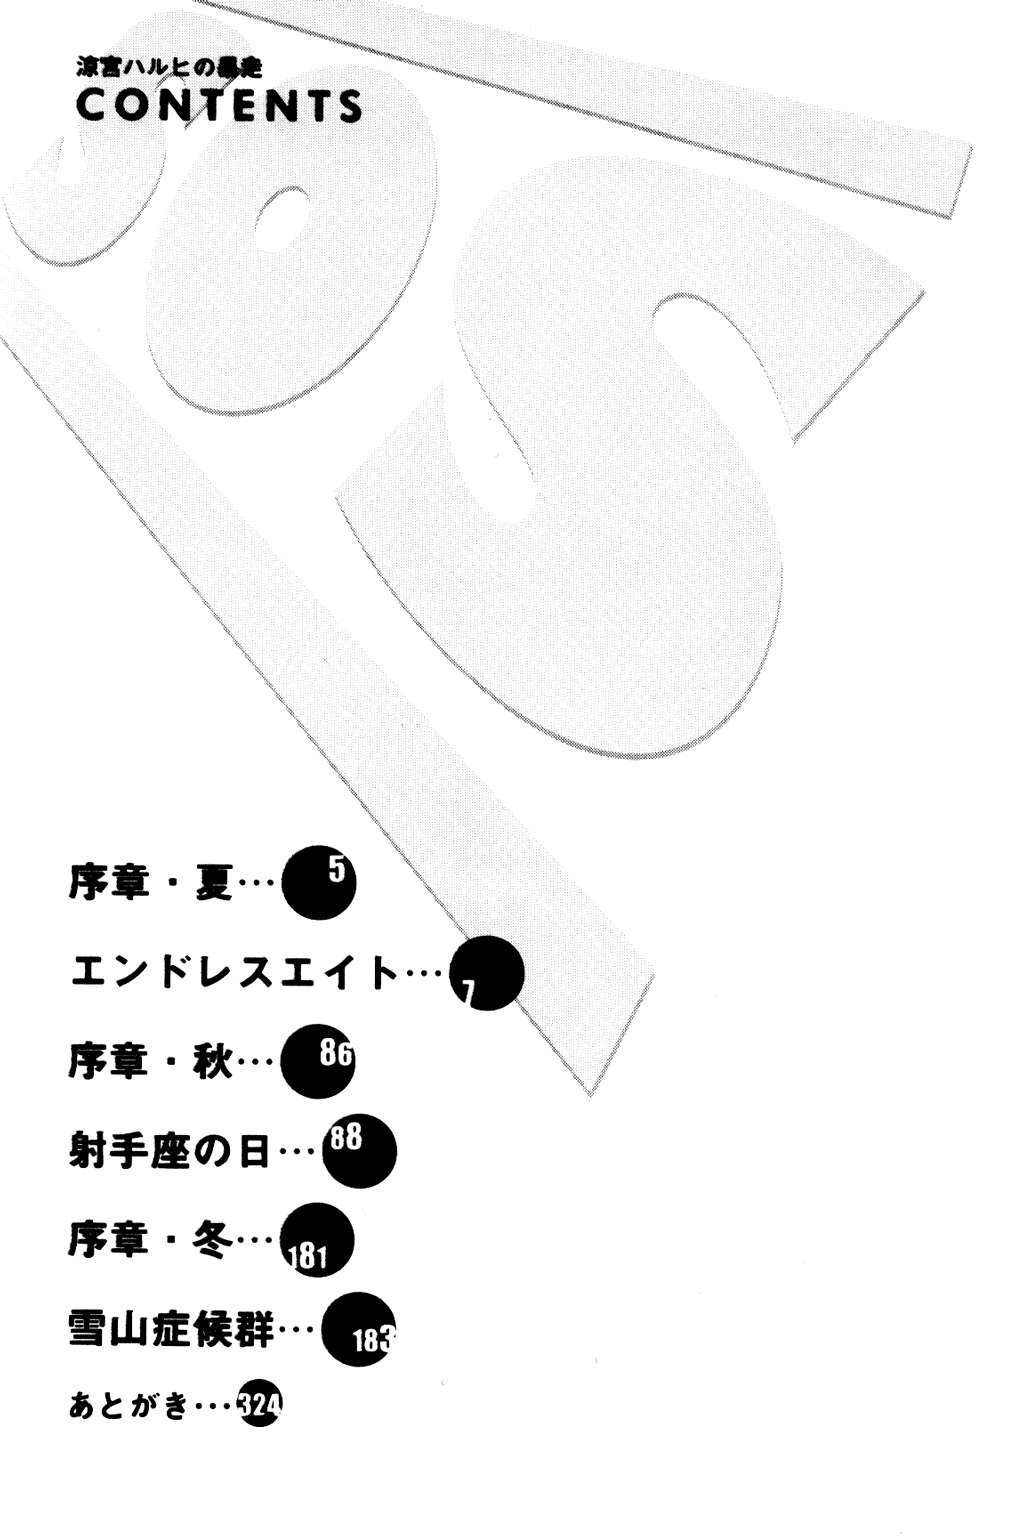 涼宮ハルヒの暴走
CONTENTS
SOS
序章・夏…5
エンドレスエイト…7
序章・秋…86
射手座の日…88
序章・冬…181
雪山症候群…183
あとがき…324